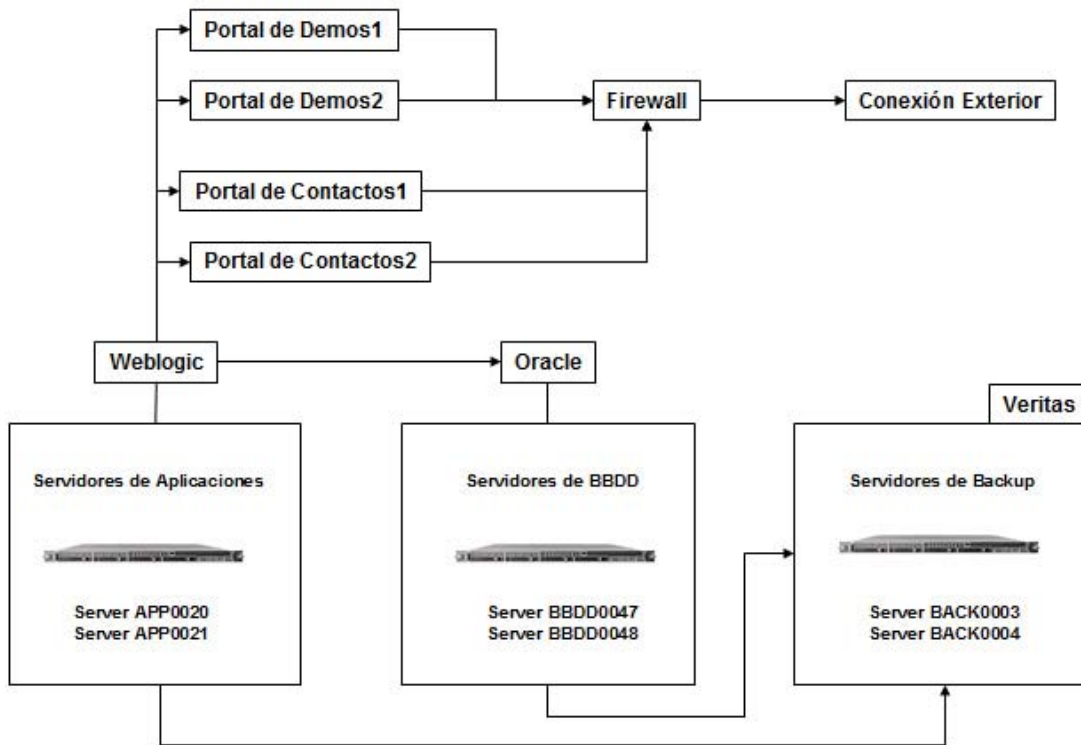 Portal de Demos1
Portal de Demos2
Firewall
Conexión Exterior
Portal de Contactos1
Portal de Contactos2
Weblogic
Oracle
Veritas
Servidores de Aplicaciones
Server APP0020
Server APP0021
Servidores de BBDD
Server BBDD0047
Server BBDD0048
Servidores de Backup
Server BACK0003
Server BACK0004